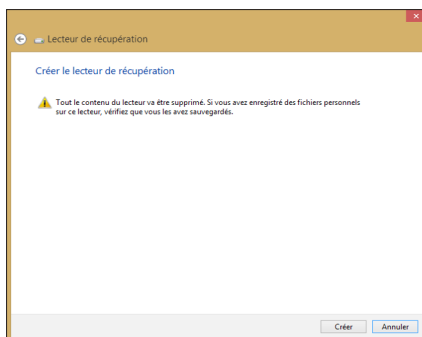 Lecteur de récupération
Créer le lecteur de récupération
Tout le contenu du lecteur va être supprimé. Si vous avez enregistré des fichiers personnels
sur ce lecteur, vérifiez que vous les avez sauvegardés.
Créer Annuler